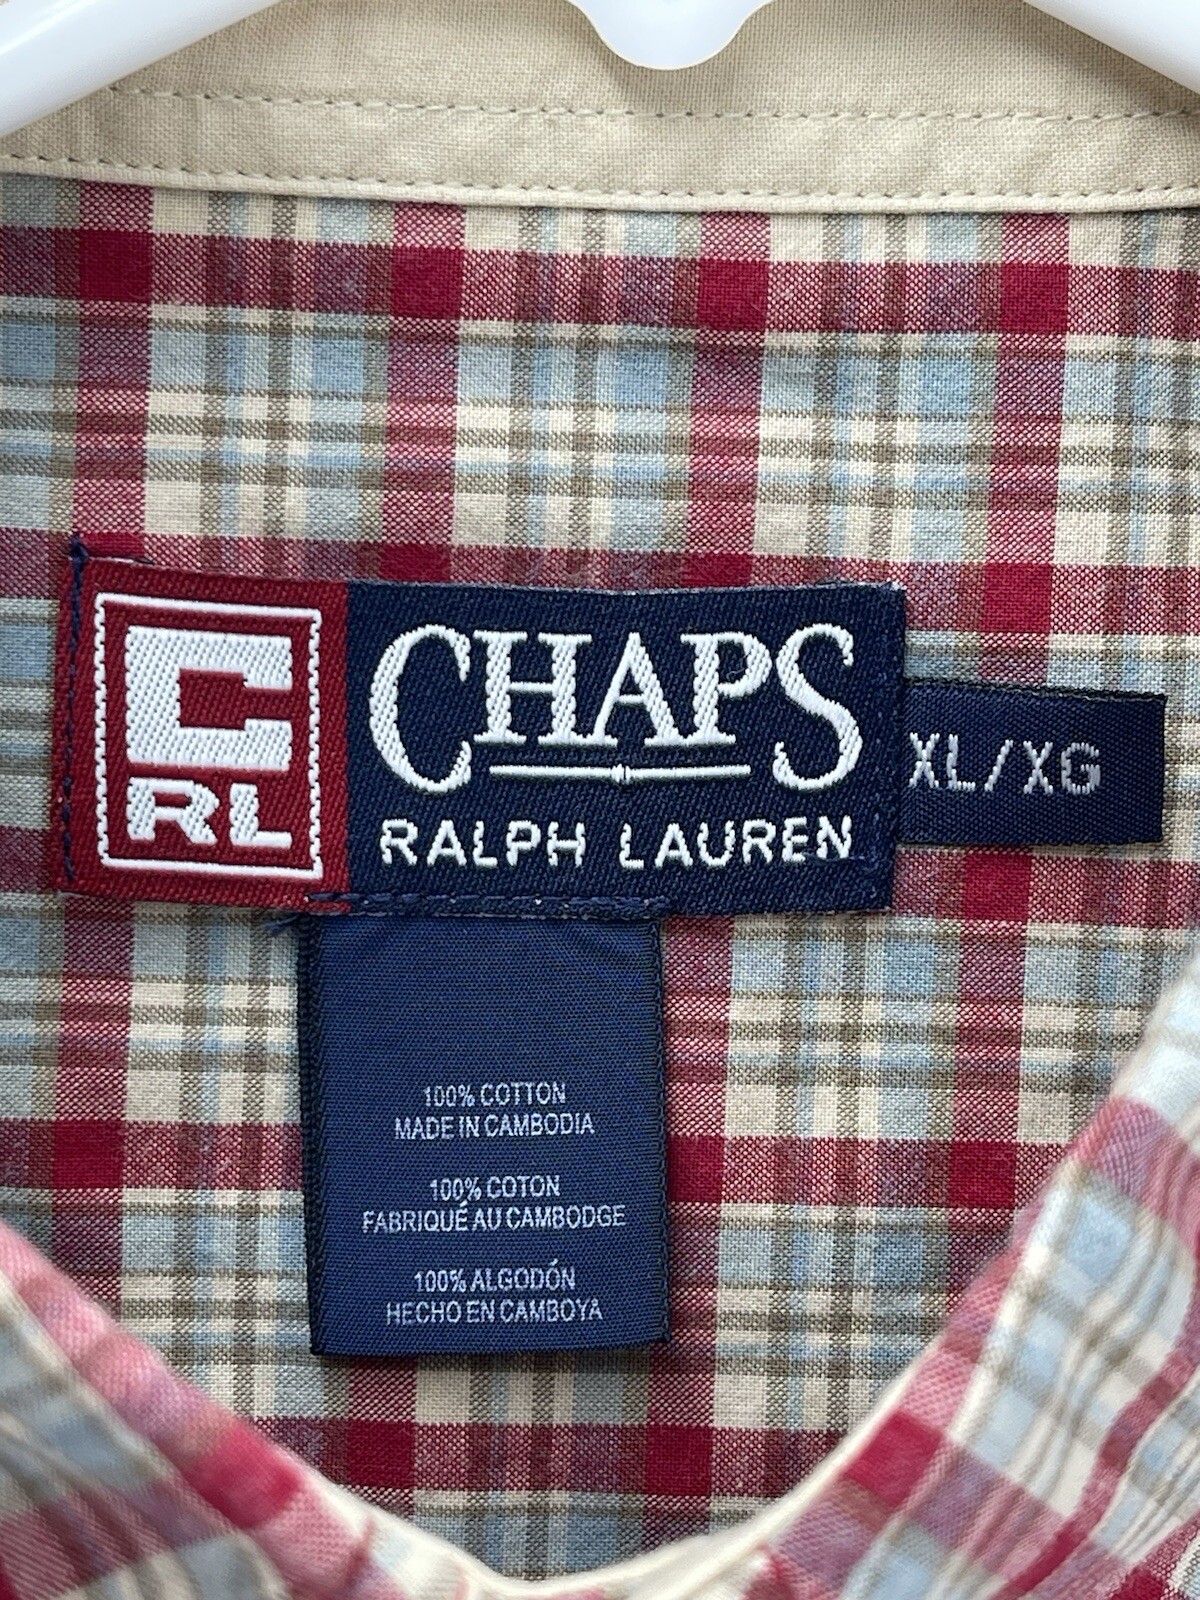 C
RL
CHAPS
RALPH LAUREN
XL/XG
100% COTTON
MADE IN CAMBODIA
100% COTON
FABRIQUÉ AU CAMBODGE
100% ALGODÓN
HECHO EN CAMBOYA